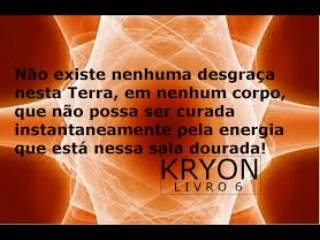 Não existe nenhuma desgraça
nesta Terra, em nenhum corpo,
que não possa ser curada
instantaneamente pela energia
que está nessa sala dourada!
KRYON
LIVRO 6